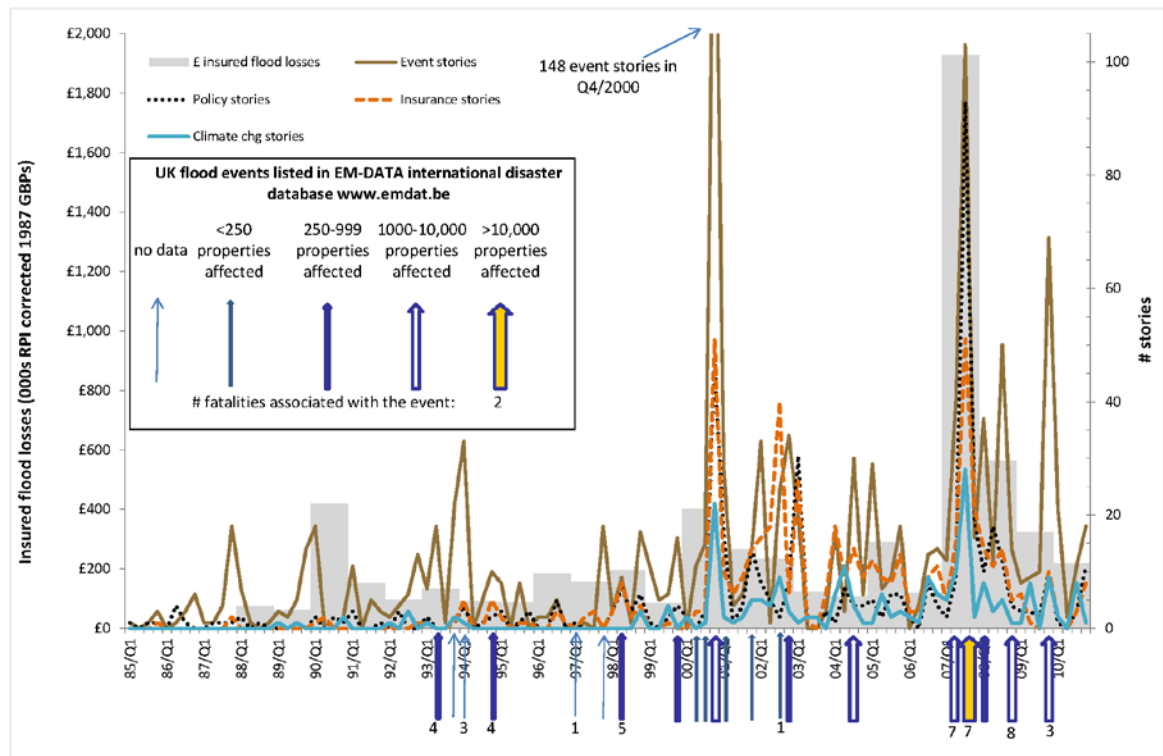 £2,000
£1,800
£1,600
£1,400
£1,200
£1,000
£800
£600
£400
£200
£0
Insured flood losses (000s RPI corrected 1987 GBPs)
£ insured flood losses
Event stories
Policy stories
Insurance stories
Climate chg stories
148 event stories in
Q4/2000
UK flood events listed in EM-DATA international disaster
database www.emdat.be
no data
<250
properties
affected
250-999
properties
affected
1000-10,000
properties
affected
>10,000
properties
affected
# fatalities associated with the event: 2
100
80
60
40
20
0
# stories
85/Q1
86/Q1
87/Q1
88/Q1
89/Q1
90/Q1
91/Q1
92/Q1
93/Q1
94/Q1
95/Q1
96/Q1
97/Q1
98/Q1
99/Q1
00/Q1
01/Q1
02/Q1
03/Q1
04/Q1
05/Q1
06/Q1
07/Q1
08/Q1
09/Q1
10/Q1
4 3 4 1 5 1 7 7 8 3